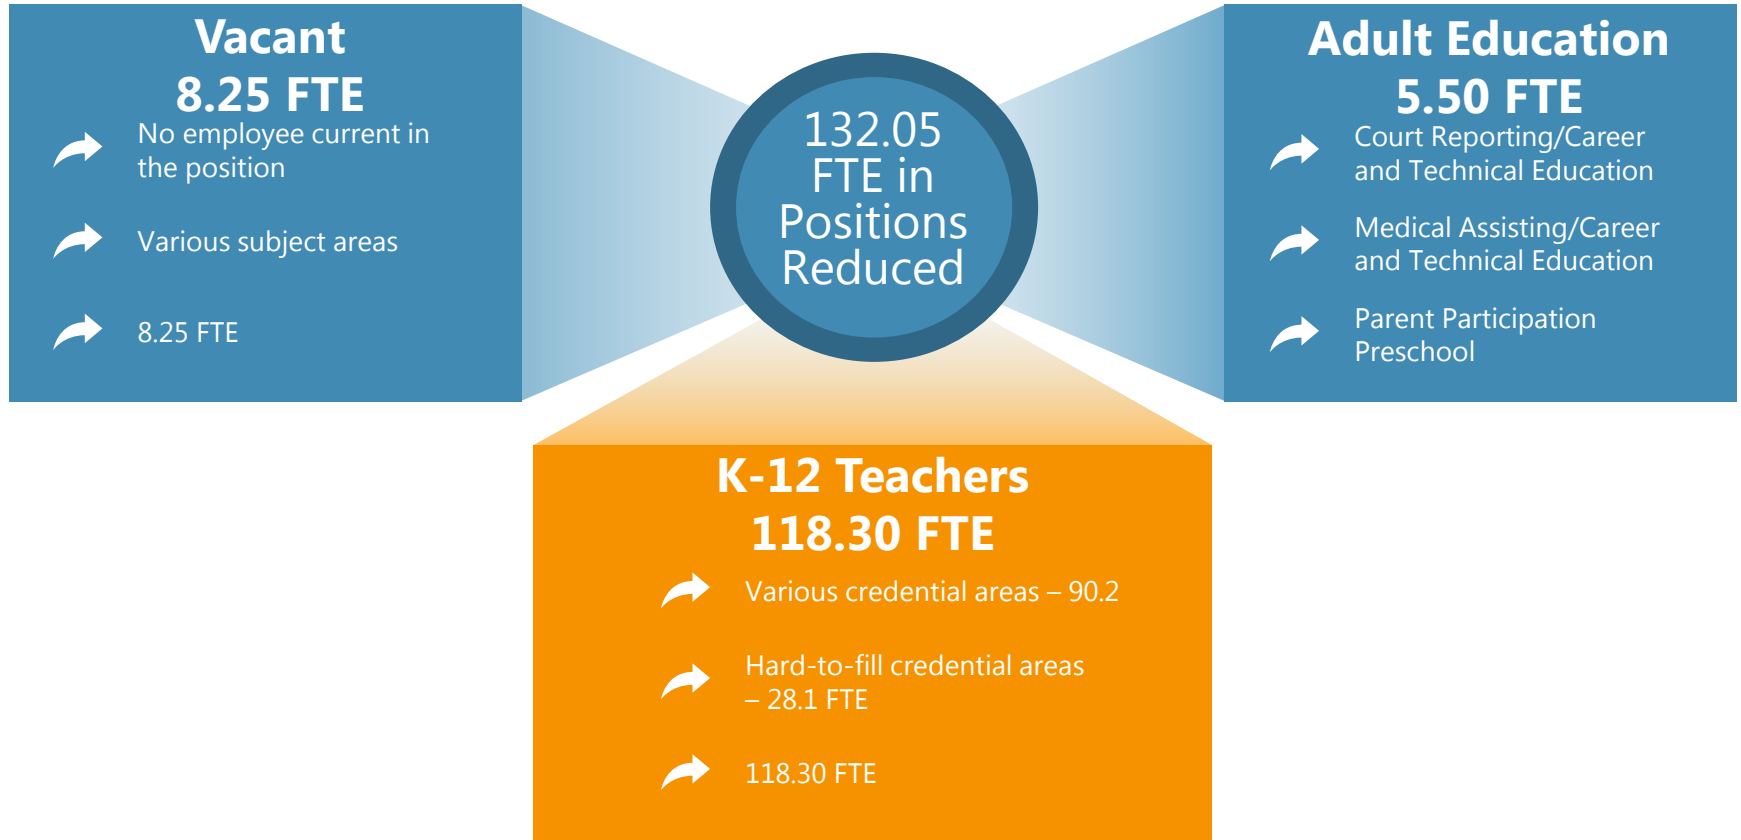 Vacant
8.25 FTE
No employee current in
the position
Various subject areas
8.25 FTE
132.05
FTE in
Positions
Reduced
Adult Education
5.50 FTE
Court Reporting/Career
and Technical Education
Medical Assisting/Career
and Technical Education
Parent Participation
Preschool
K-12 Teachers
118.30 FTE
Various credential areas – 90.2
Hard-to-fill credential areas
– 28.1 FTE
118.30 FTE